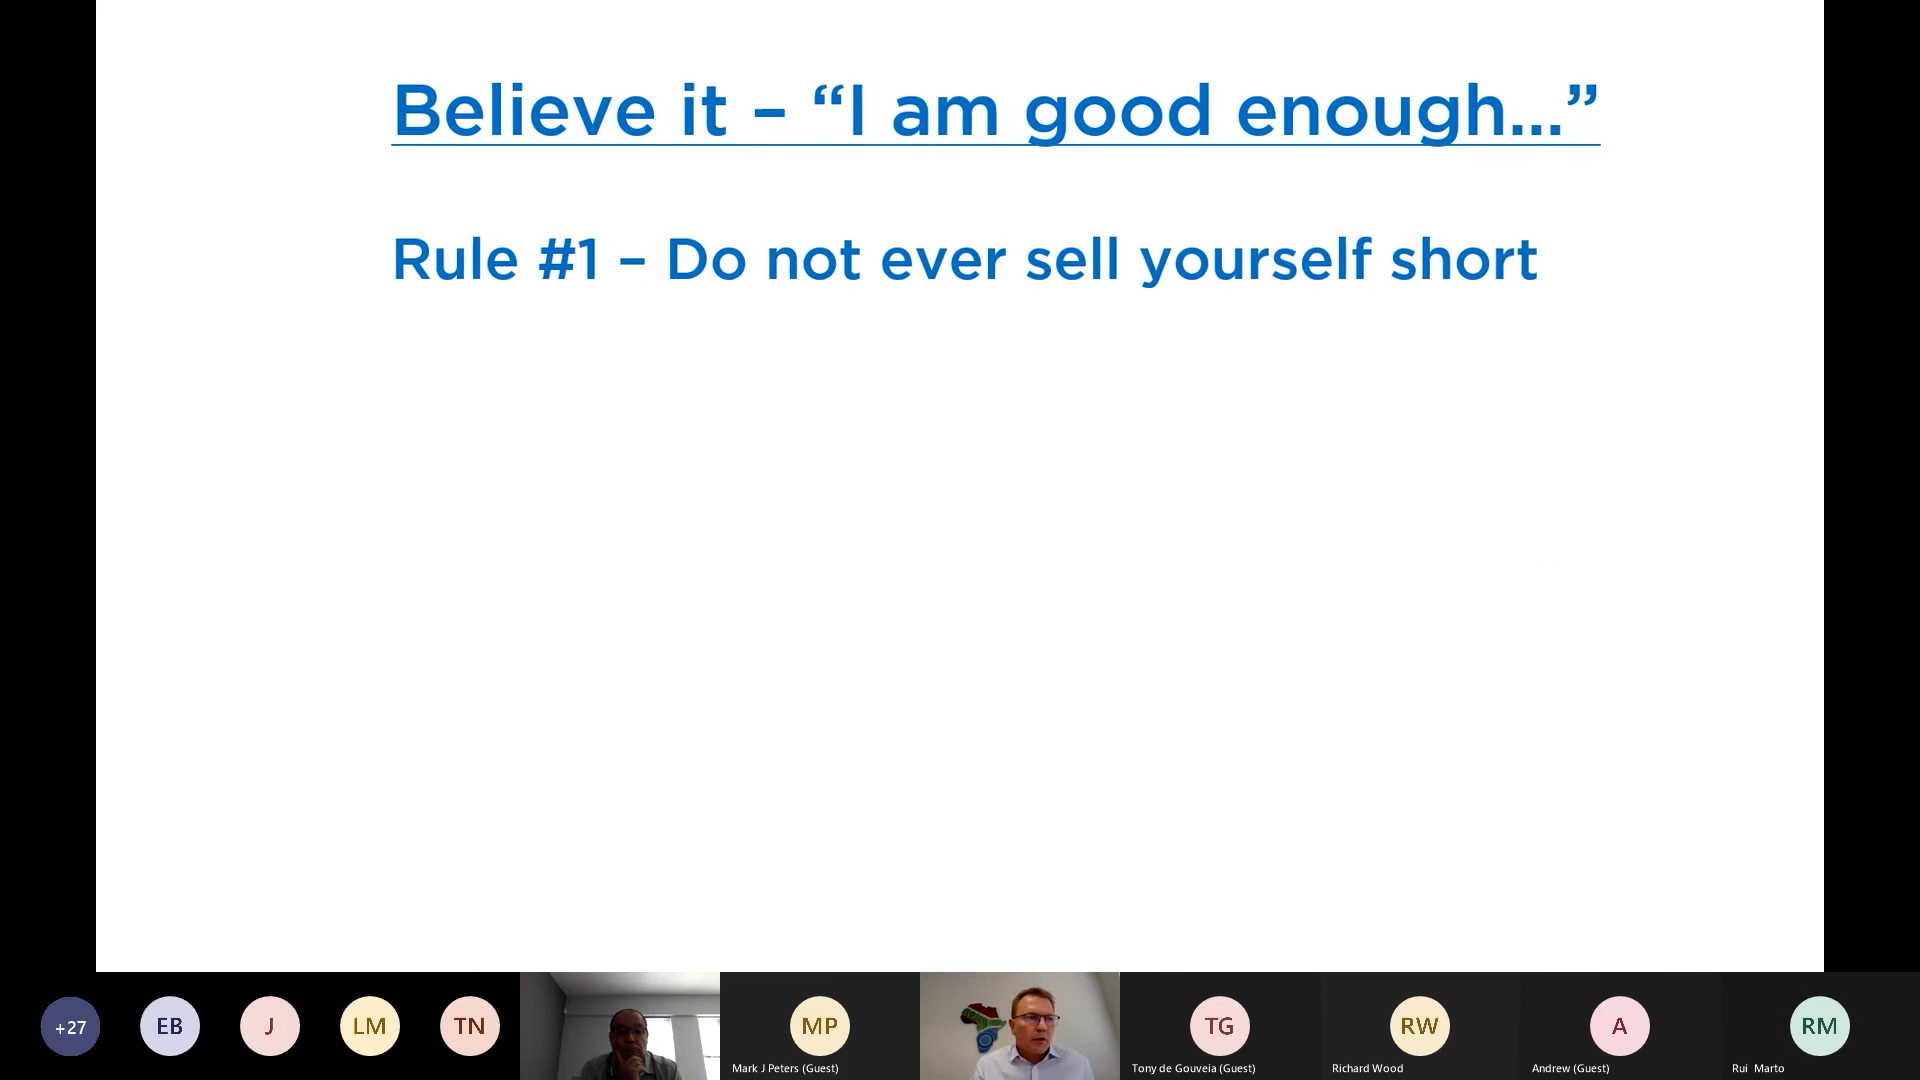 Believe it – “I am good enough...”
Rule #1 – Do not ever sell yourself short
+27
EB
J
LM
TN
MP
Mark J Peters (Guest)
TG
Tony de Gouveia (Guest)
RW
Richard Wood
A
Andrew (Guest)
RM
Rui Marto